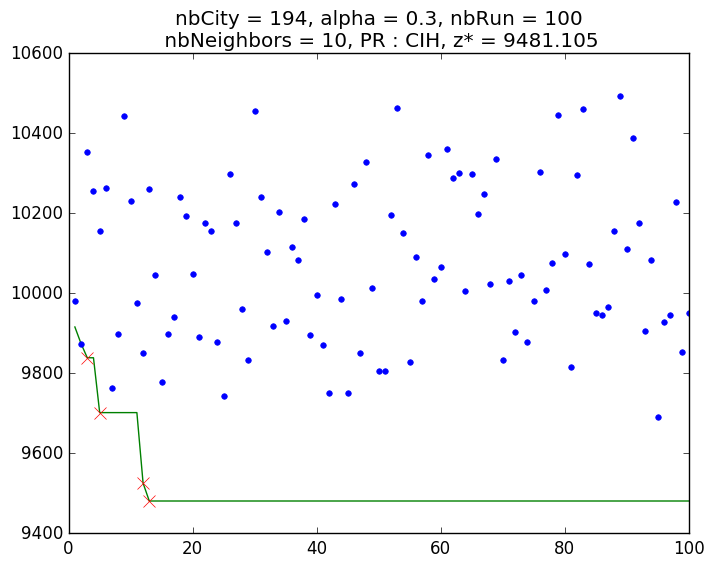 nbCity = 194, alpha = 0.3, nbRun = 100
nbNeighbors = 10, PR : CIH, z* = 9481.105
10600
10400
10200
10000
9800
9600
9400
0 20 40 60 80 100